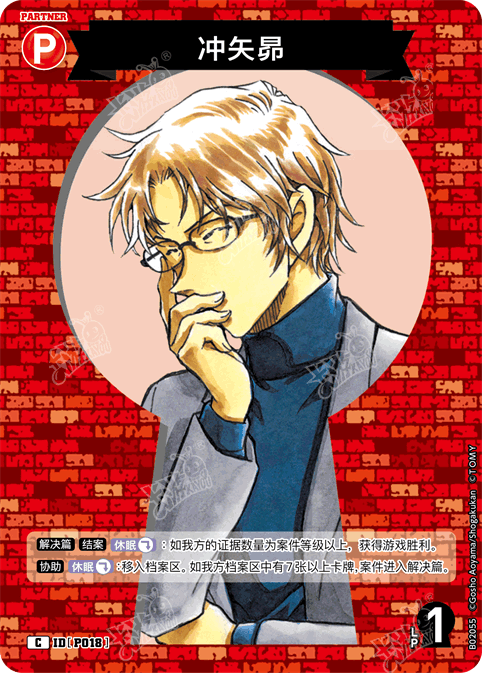 PARTNER
P
冲矢昴
解决篇 结案 休眠 ：如我方的证据数量为案件等级以上，获得游戏胜利。
协助 休眠 ：移入档案区。如我方档案区中有7张以上卡牌，案件进入解决篇。
C ID [ P018 ]
LP 1
B02055 ©Gosho Aoyama/Shogakukan ©TOMY